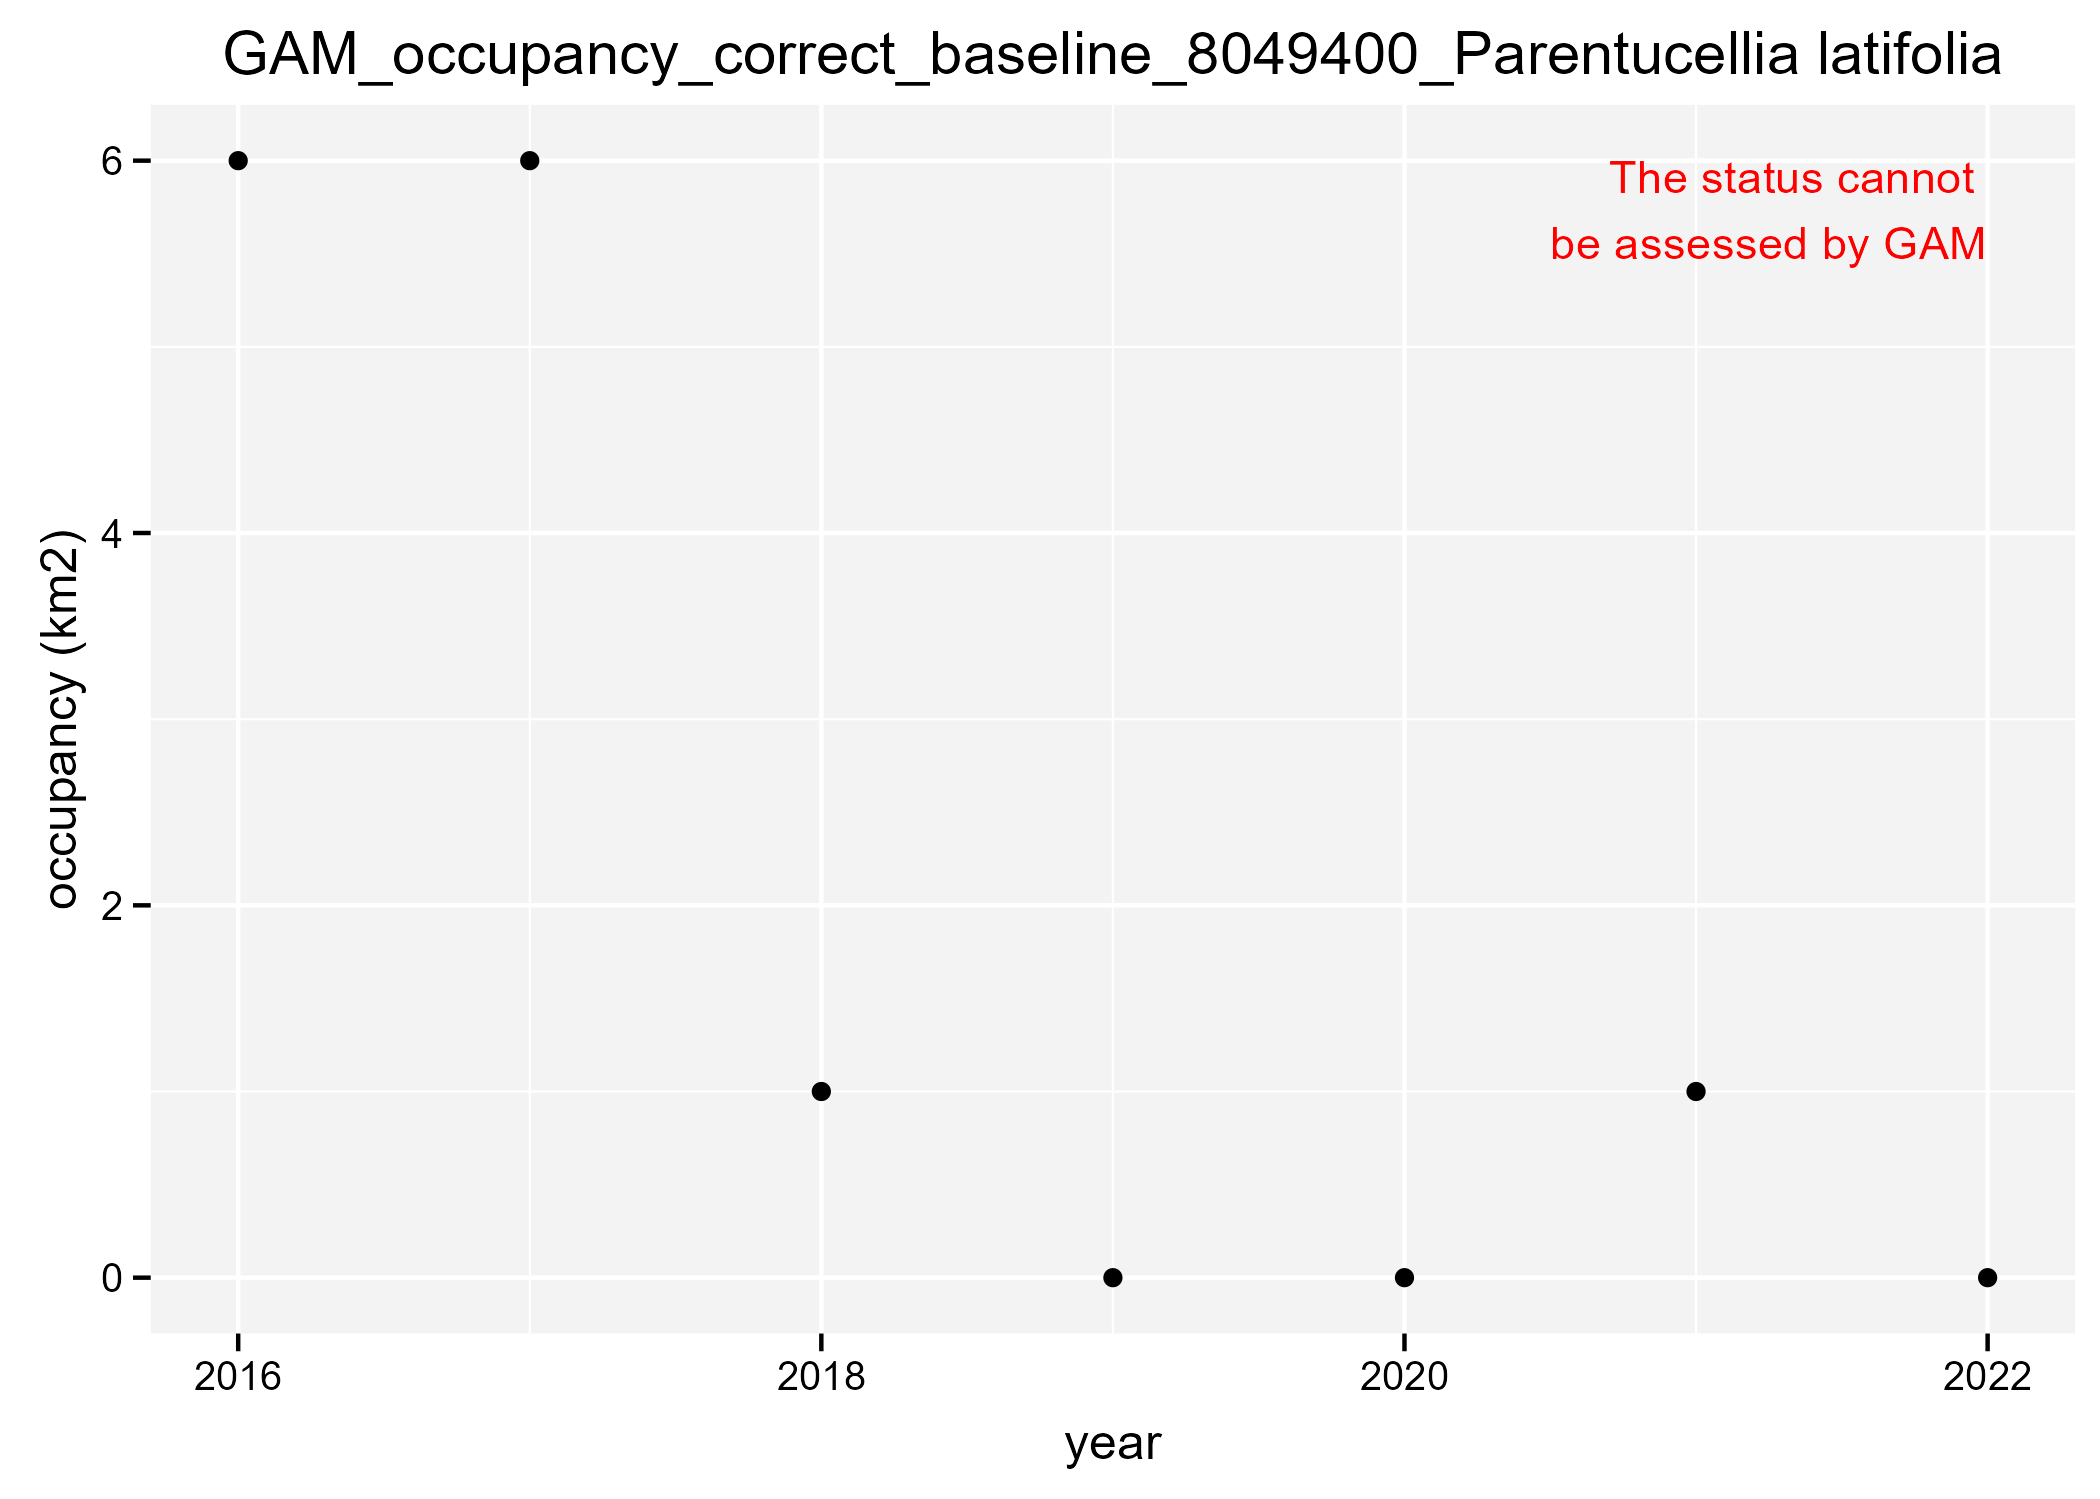 GAM_occupancy_correct_baseline_8049400_Parentucellia latifolia
The status cannot
be assessed by GAM
occupancy (km2)
6
4
2
0
2016
2018
2020
2022
year